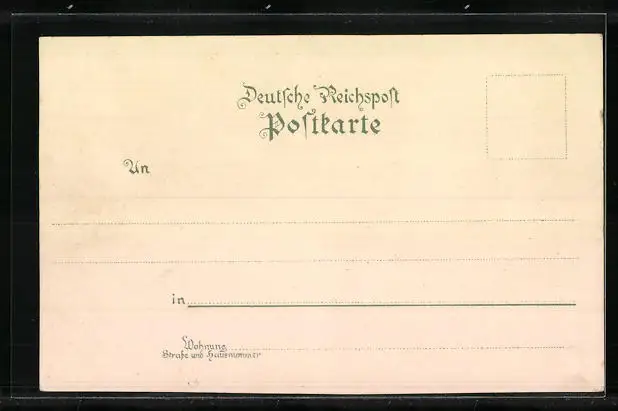 Deutsche Reichspost
Postkarte
An
in
Wohnung
Straße und Hausnummer